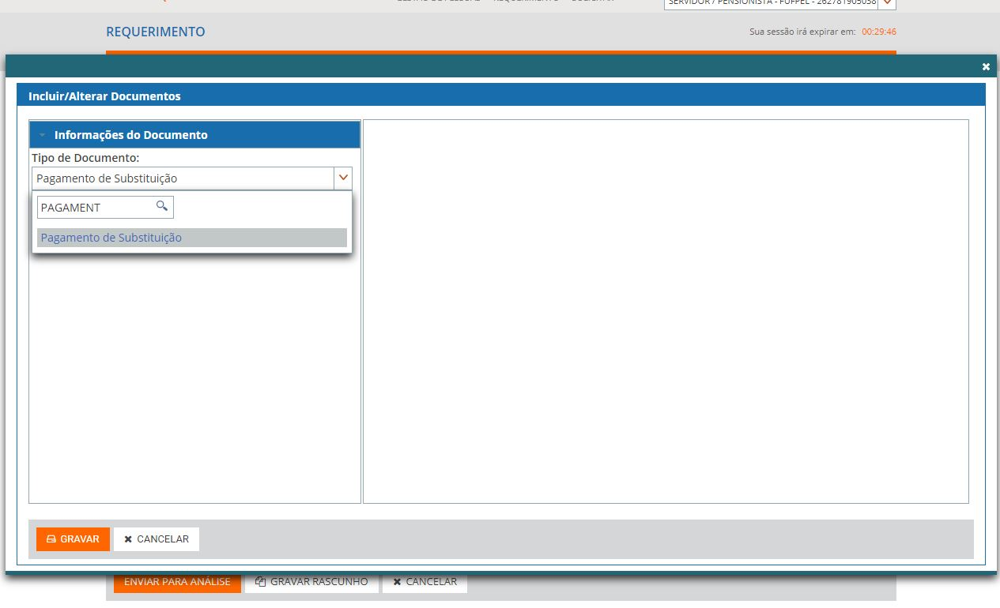 SERVIDOR / PENSIONISTA - FUFPEL - 262781905038
REQUERIMENTO
Sua sessão irá expirar em: 00:29:46
Incluir/Alterar Documentos
Informações do Documento
Tipo de Documento:
Pagamento de Substituição
PAGAMENT
Pagamento de Substituição
GRAVAR
CANCELAR
ENVIAR PARA ANÁLISE
GRAVAR RASCUNHO
CANCELAR